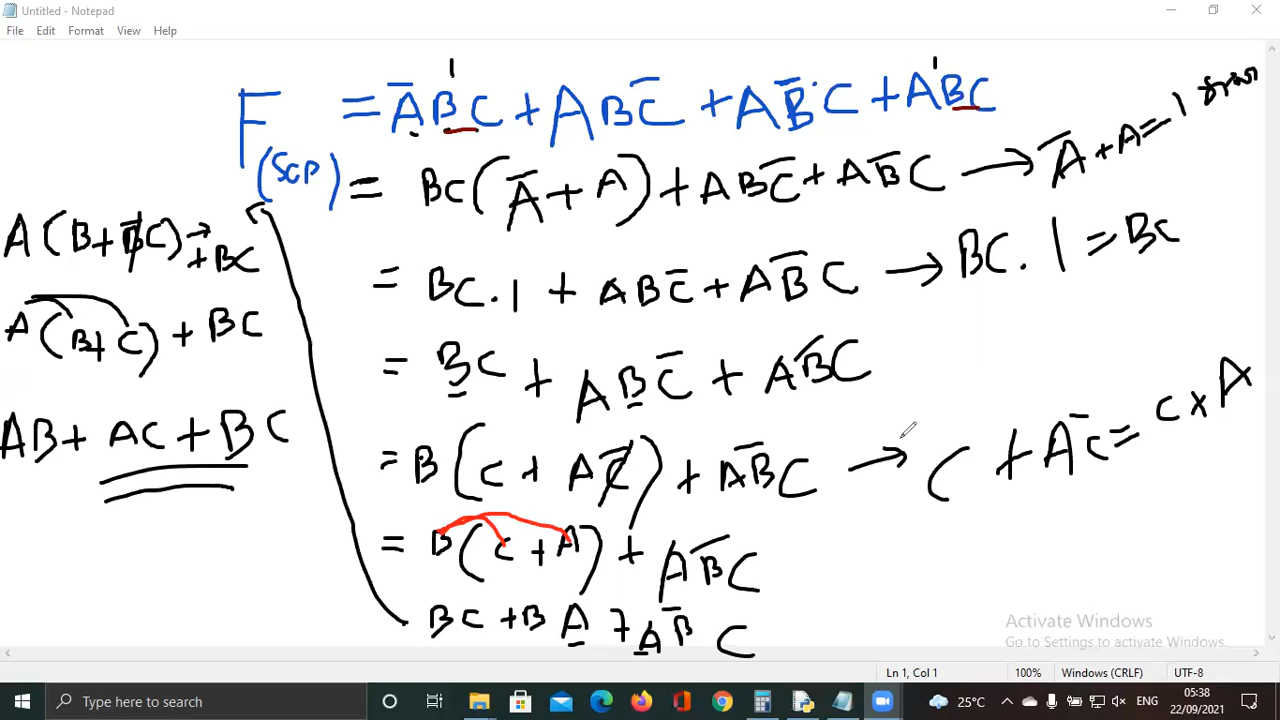 Untitled - Notepad
File Edit Format View Help
1 1
F = A̅BC + ABC̅ + AB̅C + ABC
(SOP)
= BC(A̅ + A) + ABC̅ + AB̅C → A̅ + A = 1
= BC.1 + ABC̅ + AB̅C → BC.1 = BC
= BC + ABC̅ + AB̅C
= B(C + AC̅) + AB̅C → C + AC̅ = C x A
= B(C + A) + AB̅C
BC + BA + AB̅C
A(B + B̅C) → + BC
A(B + C) + BC
AB + AC + BC
Activate Windows
Go to Settings to activate Windows.
Ln 1, Col 1 100% Windows (CRLF) UTF-8
Type here to search
25°C ENG 05:38 22/09/2021